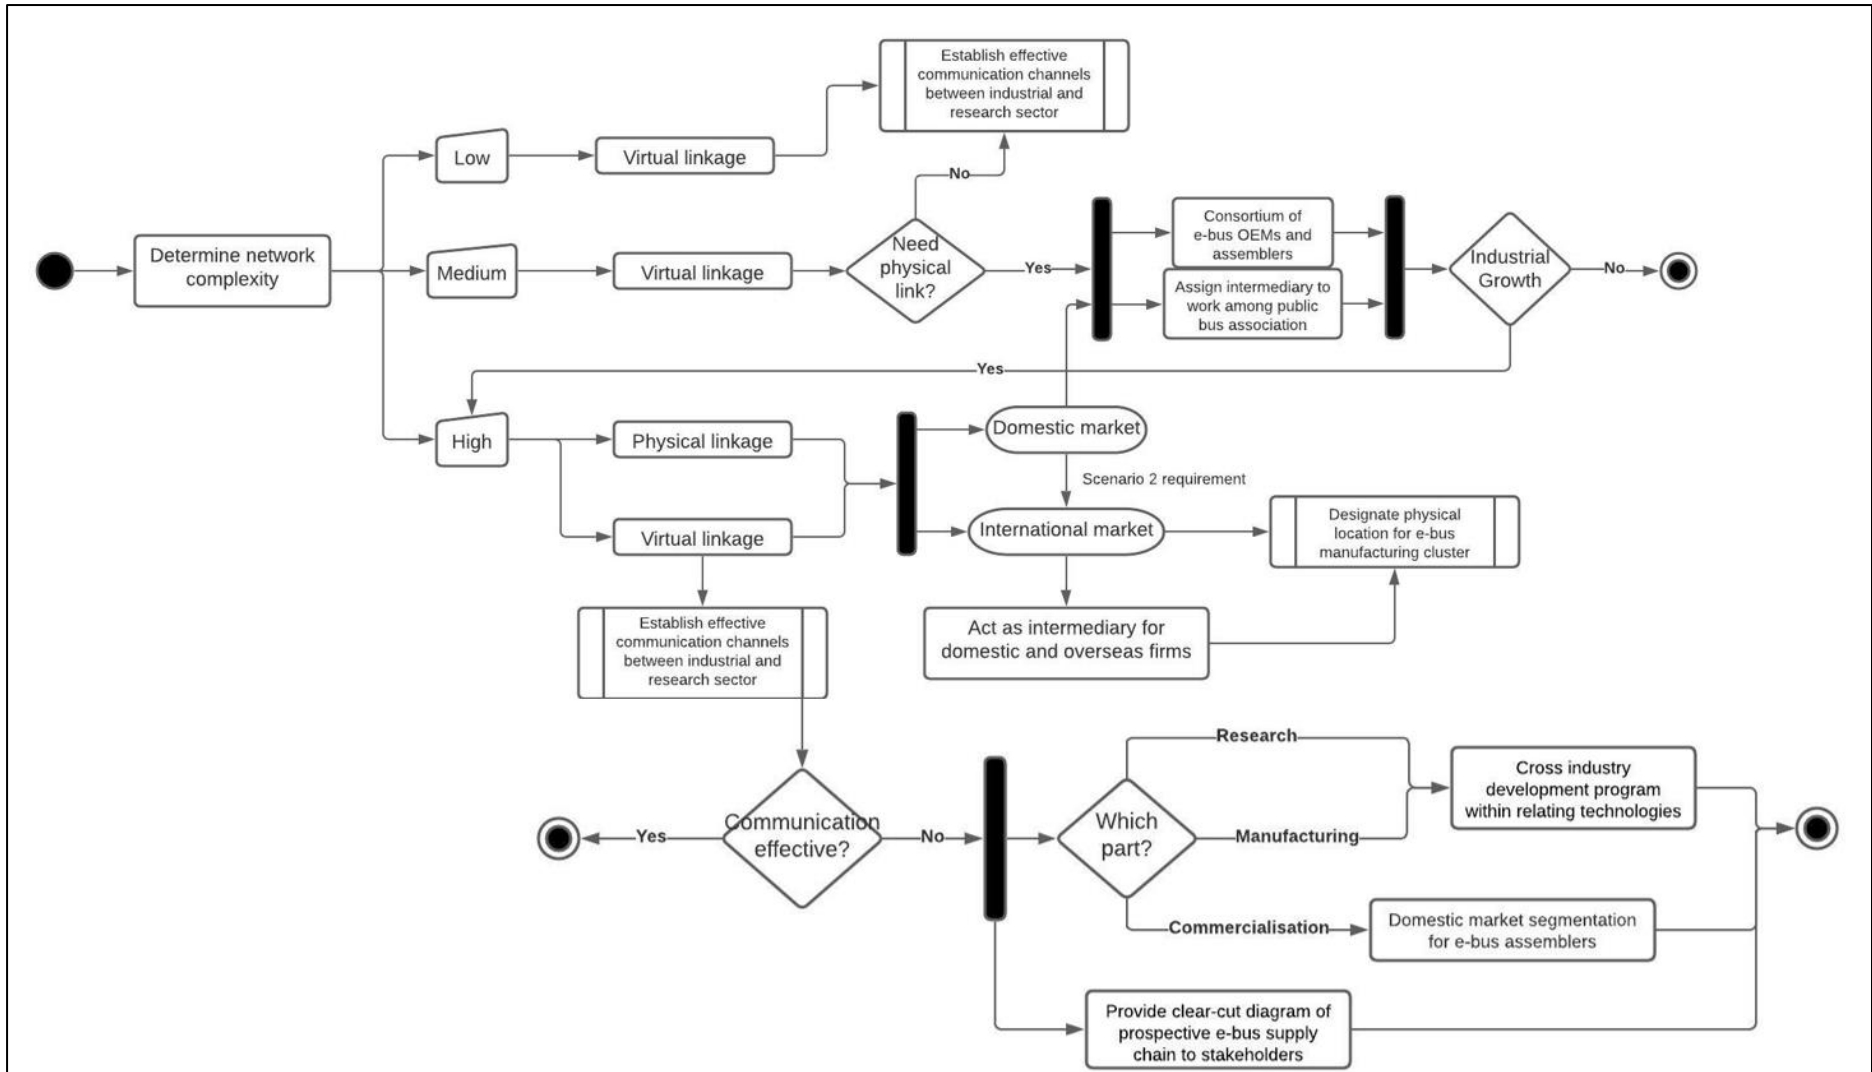 Establish effective
communication channels
between industrial and
research sector
Low
Virtual linkage
No
Determine network
complexity
Medium
Virtual linkage
Need
physical
link?
Yes
Consortium of
e-bus OEMs and
assemblers
Assign intermediary to
work among public
bus association
Industrial
Growth
No
Yes
High
Physical linkage
Virtual linkage
Domestic market
Scenario 2 requirement
International market
Designate physical
location for e-bus
manufacturing cluster
Establish effective
communication channels
between industrial and
research sector
Act as intermediary for
domestic and overseas firms
Yes
Communication
effective?
No
Which
part?
Research
Manufacturing
Commercialisation
Cross industry
development program
within relating technologies
Domestic market segmentation
for e-bus assemblers
Provide clear-cut diagram of
prospective e-bus supply
chain to stakeholders